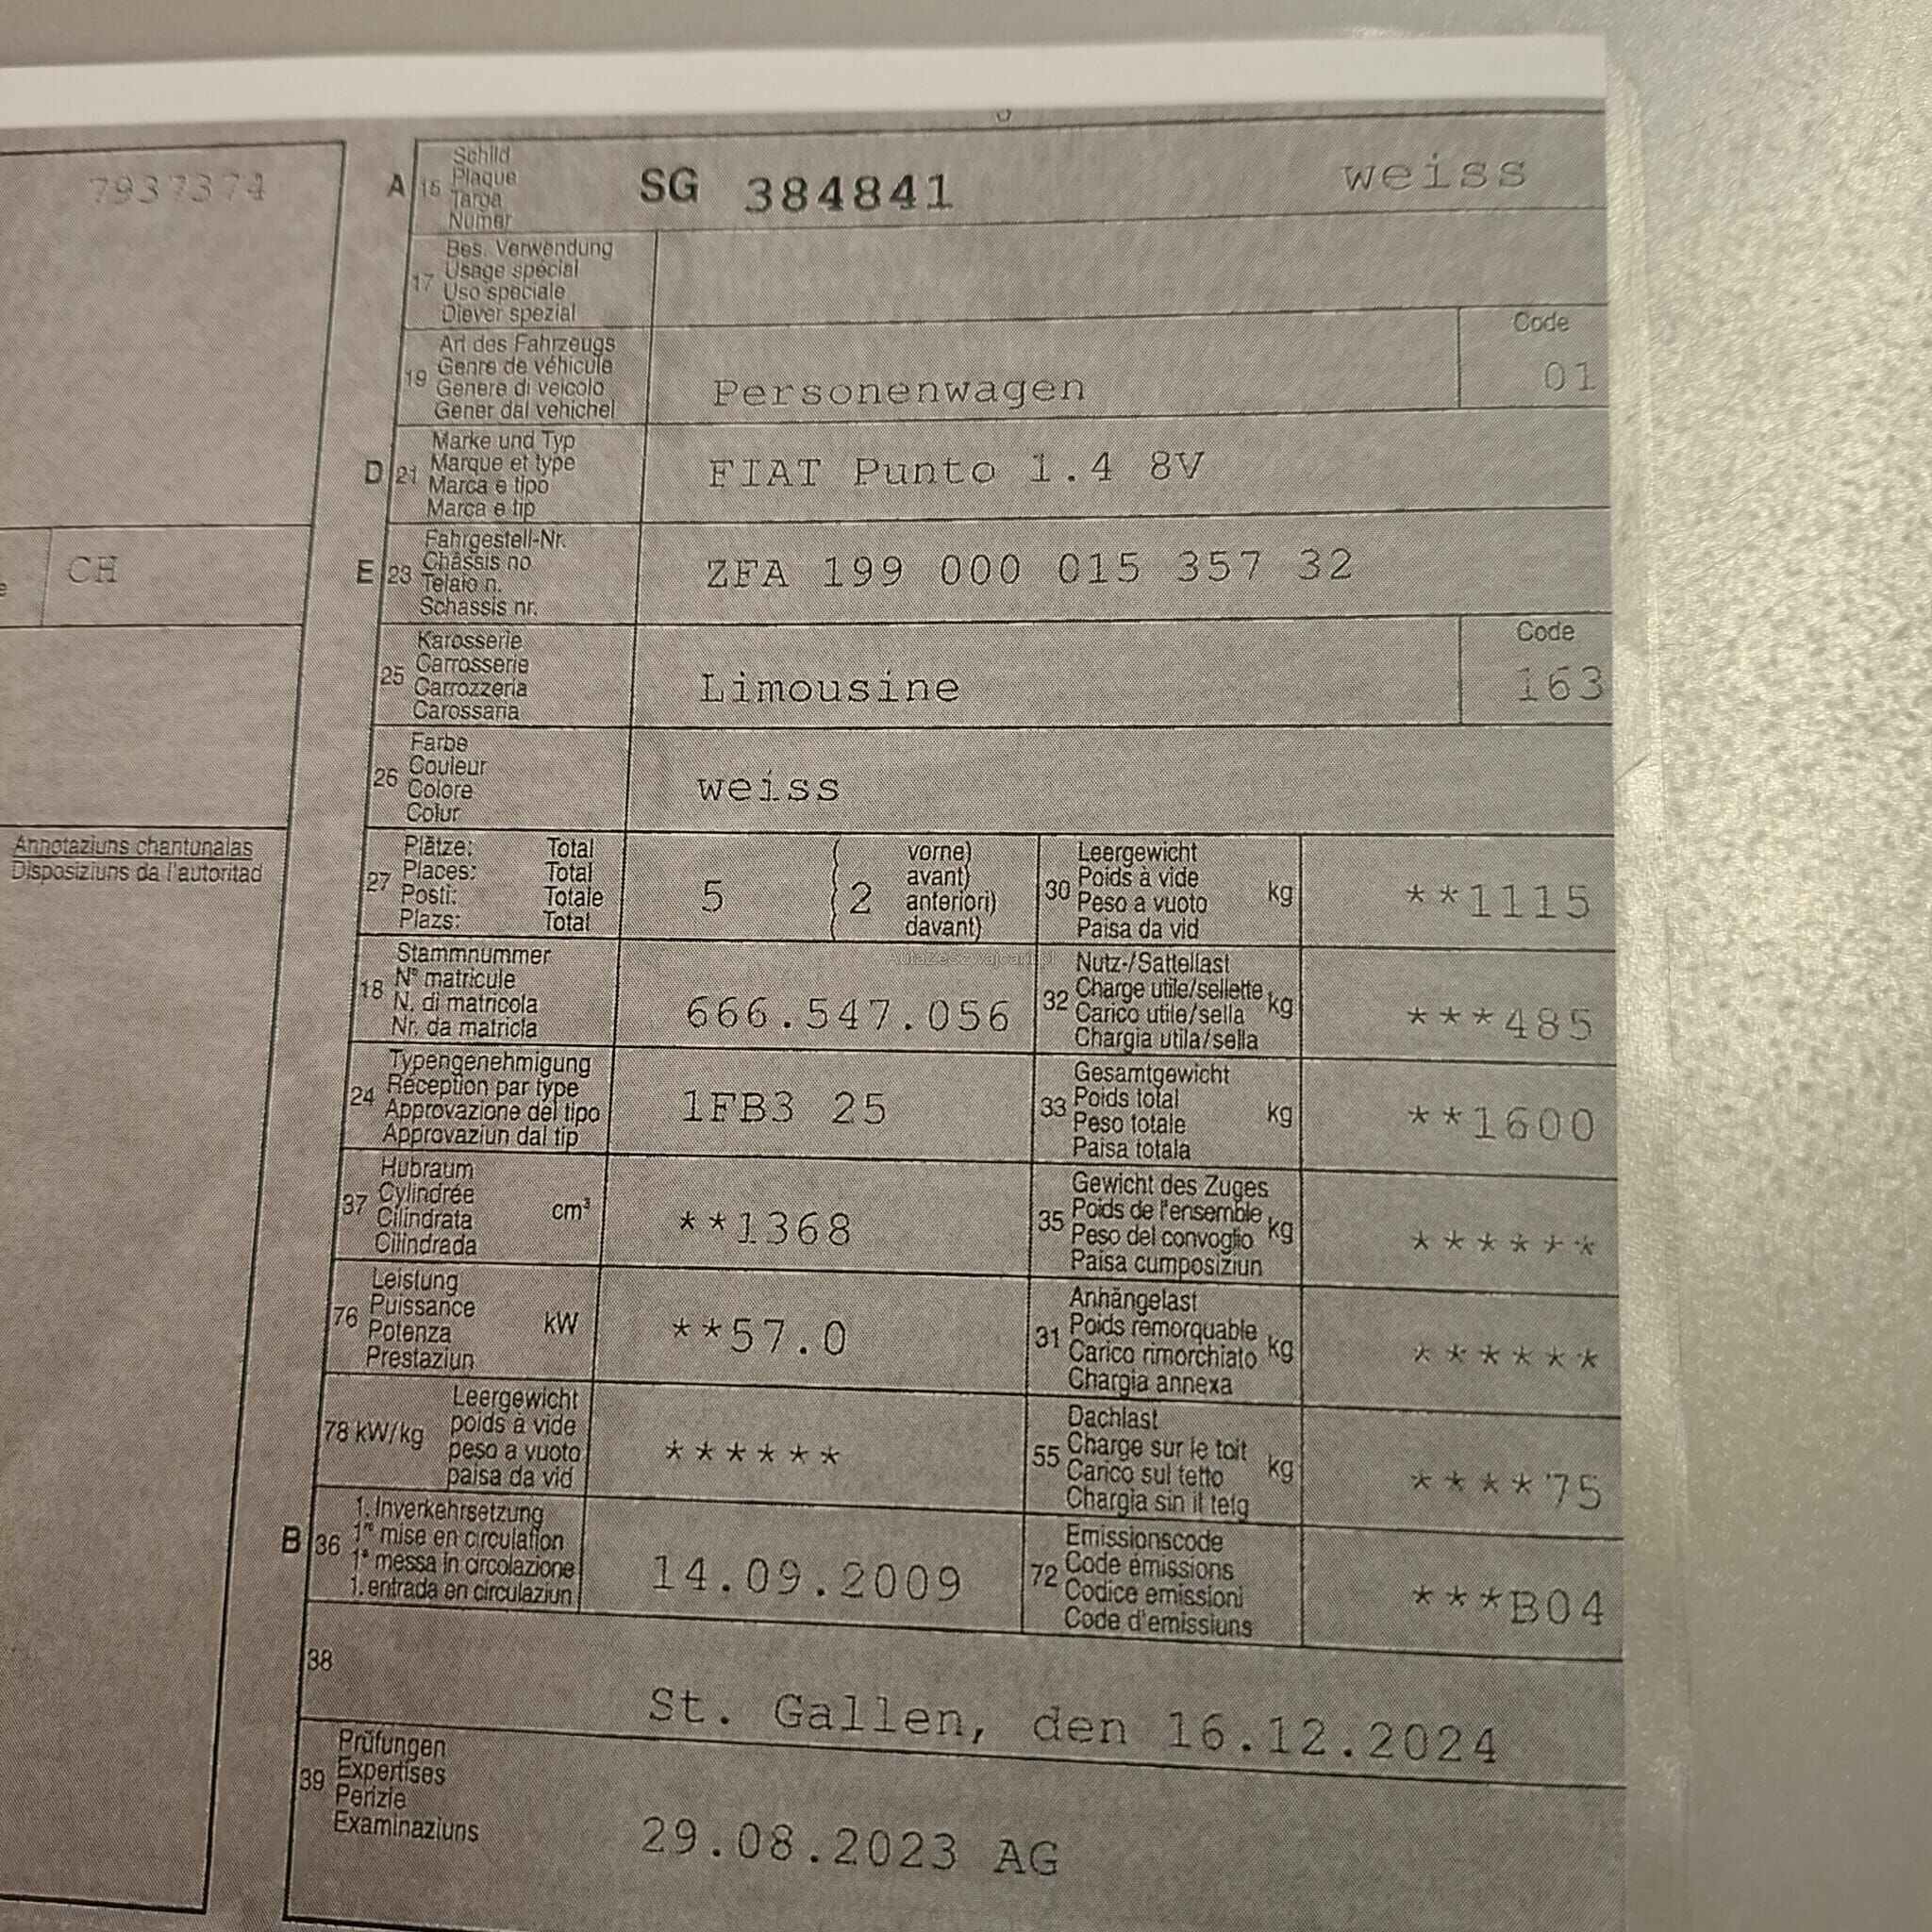 7937374
CH
Annotaziuns chantunalas
Disposiziuns da l'autoritad
A 15 Schild
Plaque
Targa
Numer
SG 384841 weiss
17 Bes. Verwendung
Usage spécial
Uso speciale
Diever spezial
19 Art des Fahrzeugs
Genre de véhicule
Genere di veicolo
Gener dal vehichel
Personenwagen
Code
01
D 21 Marke und Typ
Marque et type
Marca e tipo
Marca e tip
FIAT Punto 1.4 8V
E 23 Fahrgestell-Nr.
Châssis no
Telaio n.
Schassis nr.
ZFA 199 000 015 357 32
25 Karosserie
Carrosserie
Carrozzeria
Carossaria
Limousine
Code
163
26 Farbe
Couleur
Colore
Colur
weiss
27 Plätze: Total
Places: Total
Posti: Totale
Plazs: Total
5 ( 2 vorne)
avant)
anteriori)
davant)
30 Leergewicht
Poids à vide
Peso a vuoto
Paisa da vid
kg
**1115
18 Stammnummer
N° matricule
N. di matricola
Nr. da matricla
666.547.056
AutaZeSzwajcarii.pl
32 Nutz-/Sattellast
Charge utile/sellette
Carico utile/sella
Chargia utila/sella
kg
***485
24 Typengenehmigung
Réception par type
Approvazione del tipo
Approvaziun dal tip
1FB3 25
33 Gesamtgewicht
Poids total
Peso totale
Paisa totala
kg
**1600
37 Hubraum
Cylindrée
Cilindrata
Cilindrada
cm³
**1368
35 Gewicht des Zuges
Poids de l'ensemble
Peso del convoglio
Paisa cumposiziun
kg
******
76 Leistung
Puissance
Potenza
Prestaziun
kW
**57.0
31 Anhängelast
Poids remorquable
Carico rimorchiato
Chargia annexa
kg
******
78 kW/kg Leergewicht
poids à vide
peso a vuoto
paisa da vid
******
55 Dachlast
Charge sur le toit
Carico sul tetto
Chargia sin il tetg
kg
****75
B 36 1. Inverkehrsetzung
1re mise en circulation
1a messa in circolazione
1. entrada en circulaziun
14.09.2009
72 Emissionscode
Code émissions
Codice emissioni
Code d'emissiuns
***B04
38
St. Gallen, den 16.12.2024
39 Prüfungen
Expertises
Perizie
Examinaziuns
29.08.2023 AG